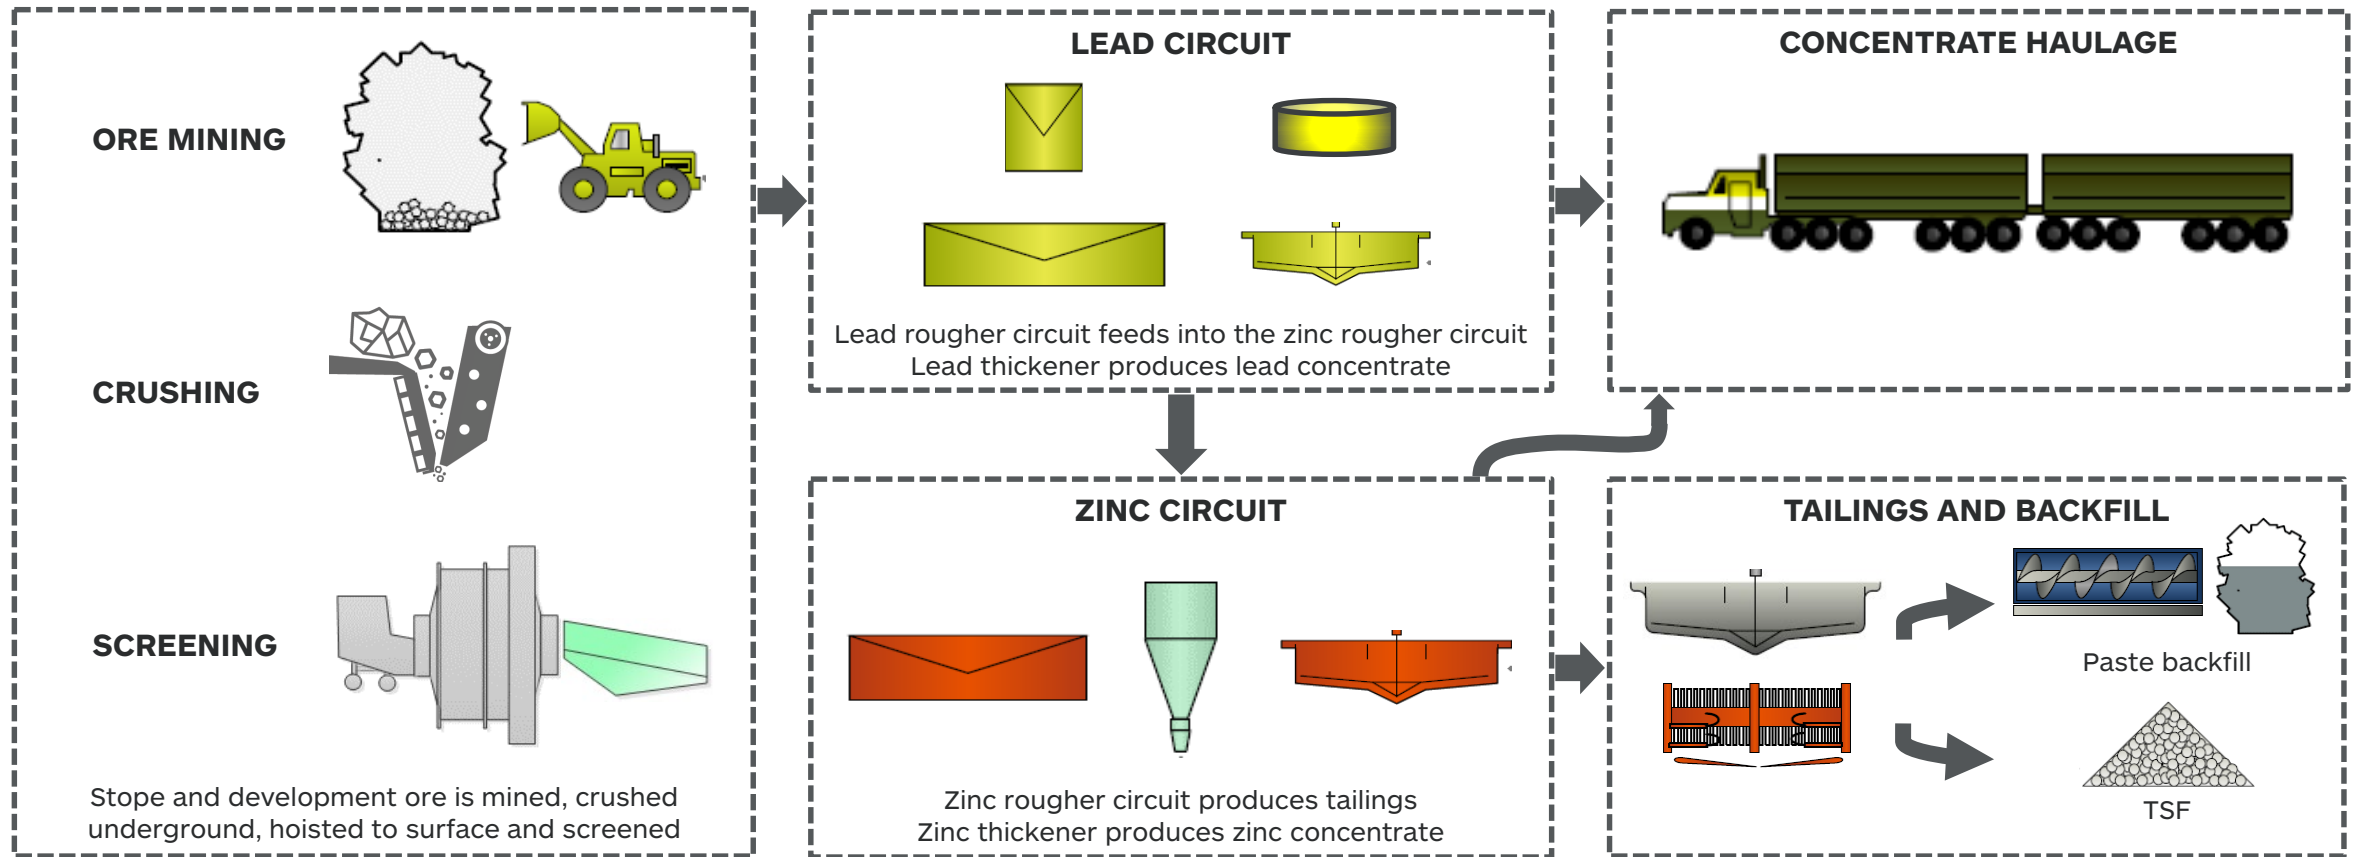 ORE MINING
CRUSHING
SCREENING
Stope and development ore is mined, crushed
underground, hoisted to surface and screened
LEAD CIRCUIT
Lead rougher circuit feeds into the zinc rougher circuit
Lead thickener produces lead concentrate
CONCENTRATE HAULAGE
ZINC CIRCUIT
Zinc rougher circuit produces tailings
Zinc thickener produces zinc concentrate
TAILINGS AND BACKFILL
Paste backfill
TSF